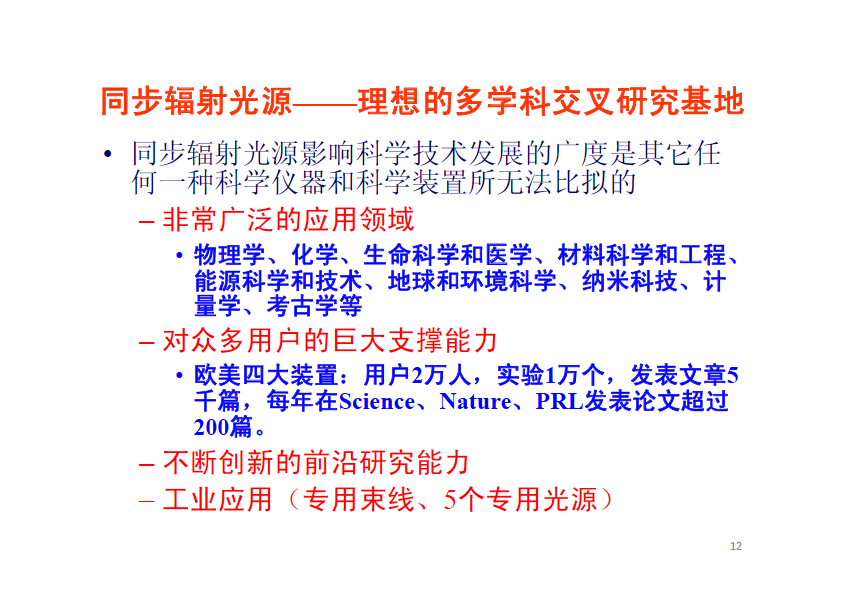 同步辐射光源——理想的多学科交叉研究基地
• 同步辐射光源影响科学技术发展的广度是其它任
何一种科学仪器和科学装置所无法比拟的
– 非常广泛的应用领域
• 物理学、化学、生命科学和医学、材料科学和工程、
能源科学和技术、地球和环境科学、纳米科技、计
量学、考古学等
– 对众多用户的巨大支撑能力
• 欧美四大装置：用户2万人，实验1万个，发表文章5
千篇，每年在Science、Nature、PRL发表论文超过
200篇。
– 不断创新的前沿研究能力
– 工业应用（专用束线、5个专用光源）
12